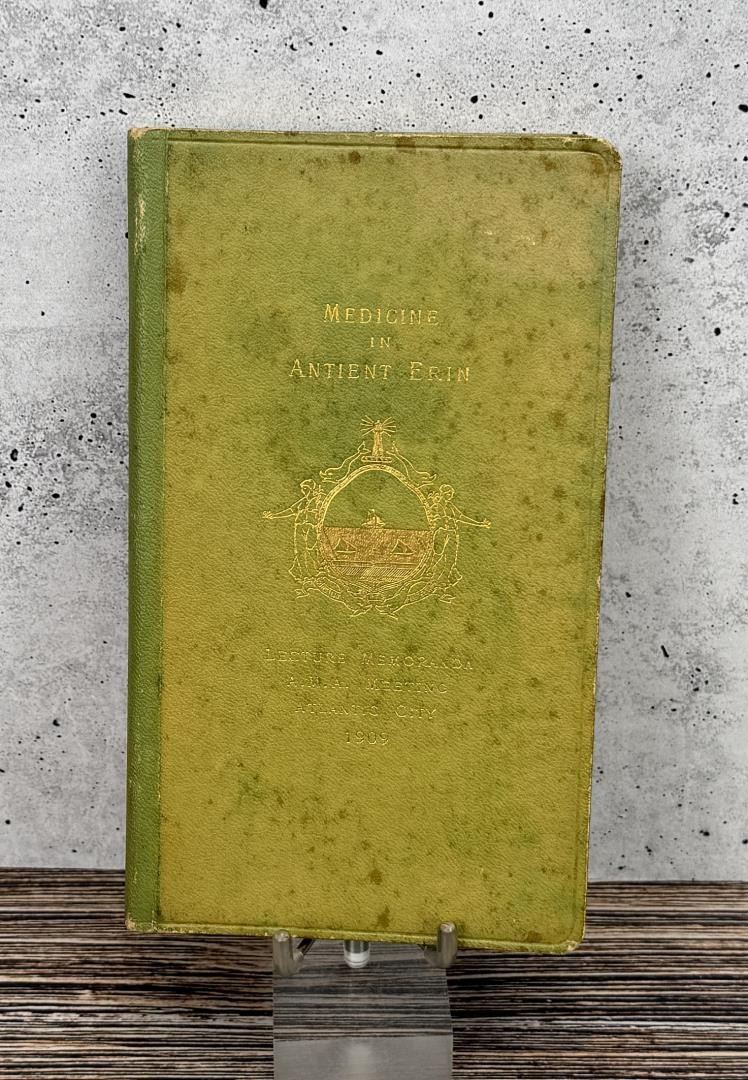 MEDICINE
IN
ANTIENT ERIN
LECTURE MEMORANDA
A.M.A. MEETING
ATLANTIC CITY
1909